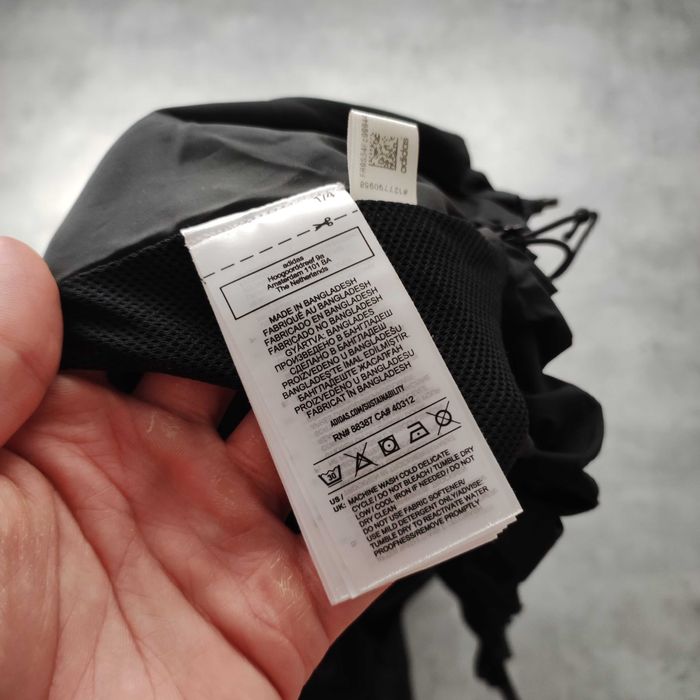 adidas
#127790958
1/4
adidas
Hoogoorddreef 9a
Amsterdam 1101 BA
The Netherlands
MADE IN BANGLADESH
FABRIQUÉ AU BANGLADESH
FABRICADO EN BANGLADESH
FABRICADO NO BANGLADESH
GYÁRTVA: BANGLADES
ПРОИЗВЕДЕНО В БАНГЛАДЕШ
СДЕЛАНО В БАНГЛАДЕШ
PROIZVEDENO U BANGLADEŠU
BANGLADEŞ'TE İMAL EDİLMİŞTİR
БАНГЛАДЕШТЕ ЖАСАЛҒАН
PROIZVEDENO U BANGLADEŠU
FABRICAT ÎN BANGLADESH
ADIDAS.COM/SUSTAINABILITY
RN# 88387 CA# 40312
30
US / UK: MACHINE WASH COLD DELICATE
CYCLE / DO NOT BLEACH / TUMBLE DRY
LOW / COOL IRON IF NEEDED / DO NOT
DRY CLEAN
DO NOT USE FABRIC SOFTENER/
USE MILD DETERGENT ONLY/ADVISE:
TUMBLE DRY TO REACTIVATE WATER
PROOFNESS/REMOVE PROMPTLY